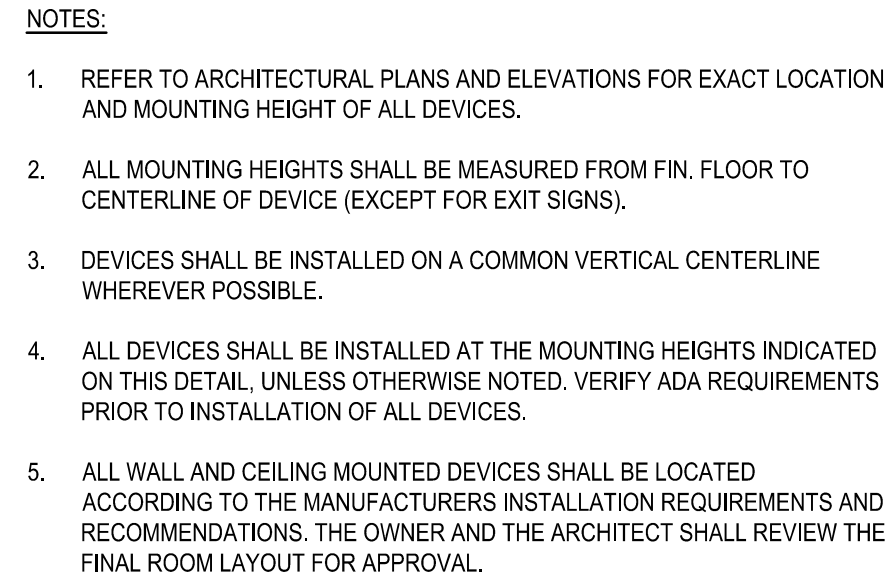 NOTES:
1. REFER TO ARCHITECTURAL PLANS AND ELEVATIONS FOR EXACT LOCATION
AND MOUNTING HEIGHT OF ALL DEVICES.
2. ALL MOUNTING HEIGHTS SHALL BE MEASURED FROM FIN. FLOOR TO
CENTERLINE OF DEVICE (EXCEPT FOR EXIT SIGNS).
3. DEVICES SHALL BE INSTALLED ON A COMMON VERTICAL CENTERLINE
WHEREVER POSSIBLE.
4. ALL DEVICES SHALL BE INSTALLED AT THE MOUNTING HEIGHTS INDICATED
ON THIS DETAIL, UNLESS OTHERWISE NOTED. VERIFY ADA REQUIREMENTS
PRIOR TO INSTALLATION OF ALL DEVICES.
5. ALL WALL AND CEILING MOUNTED DEVICES SHALL BE LOCATED
ACCORDING TO THE MANUFACTURERS INSTALLATION REQUIREMENTS AND
RECOMMENDATIONS. THE OWNER AND THE ARCHITECT SHALL REVIEW THE
FINAL ROOM LAYOUT FOR APPROVAL.